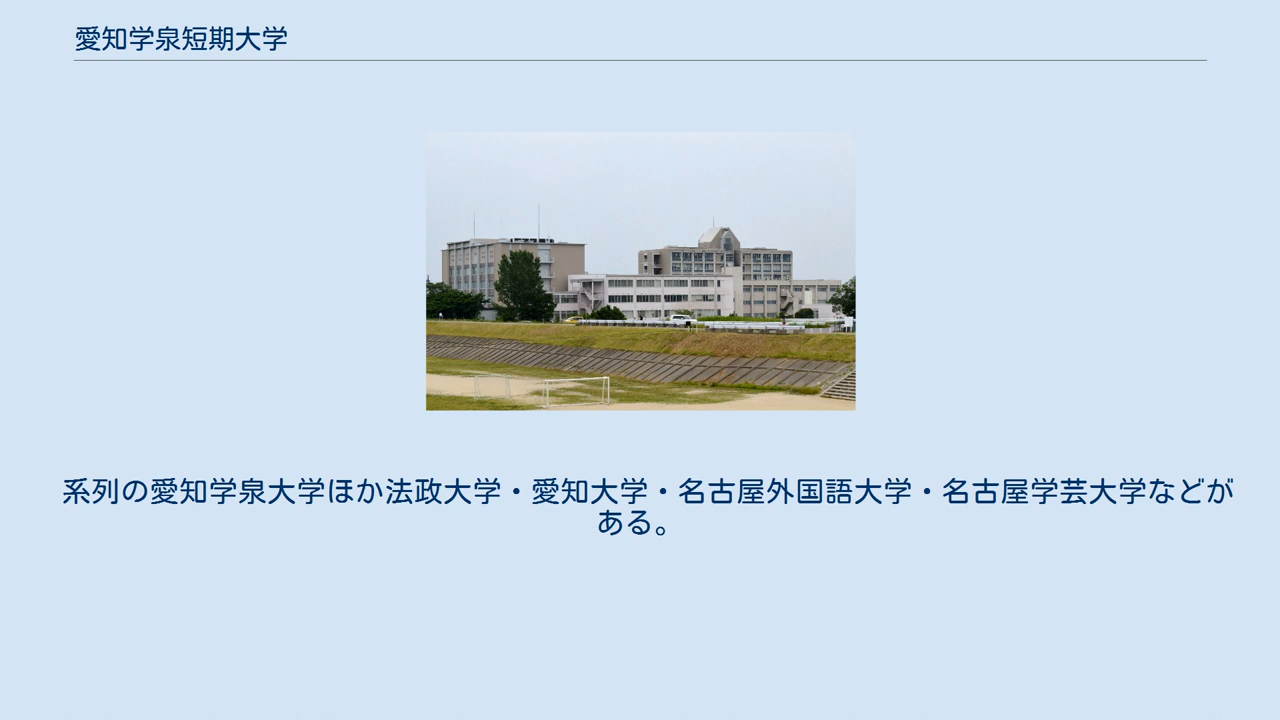 愛知学泉短期大学
系列の愛知学泉大学ほか法政大学・愛知大学・名古屋外国語大学・名古屋学芸大学などが
ある。